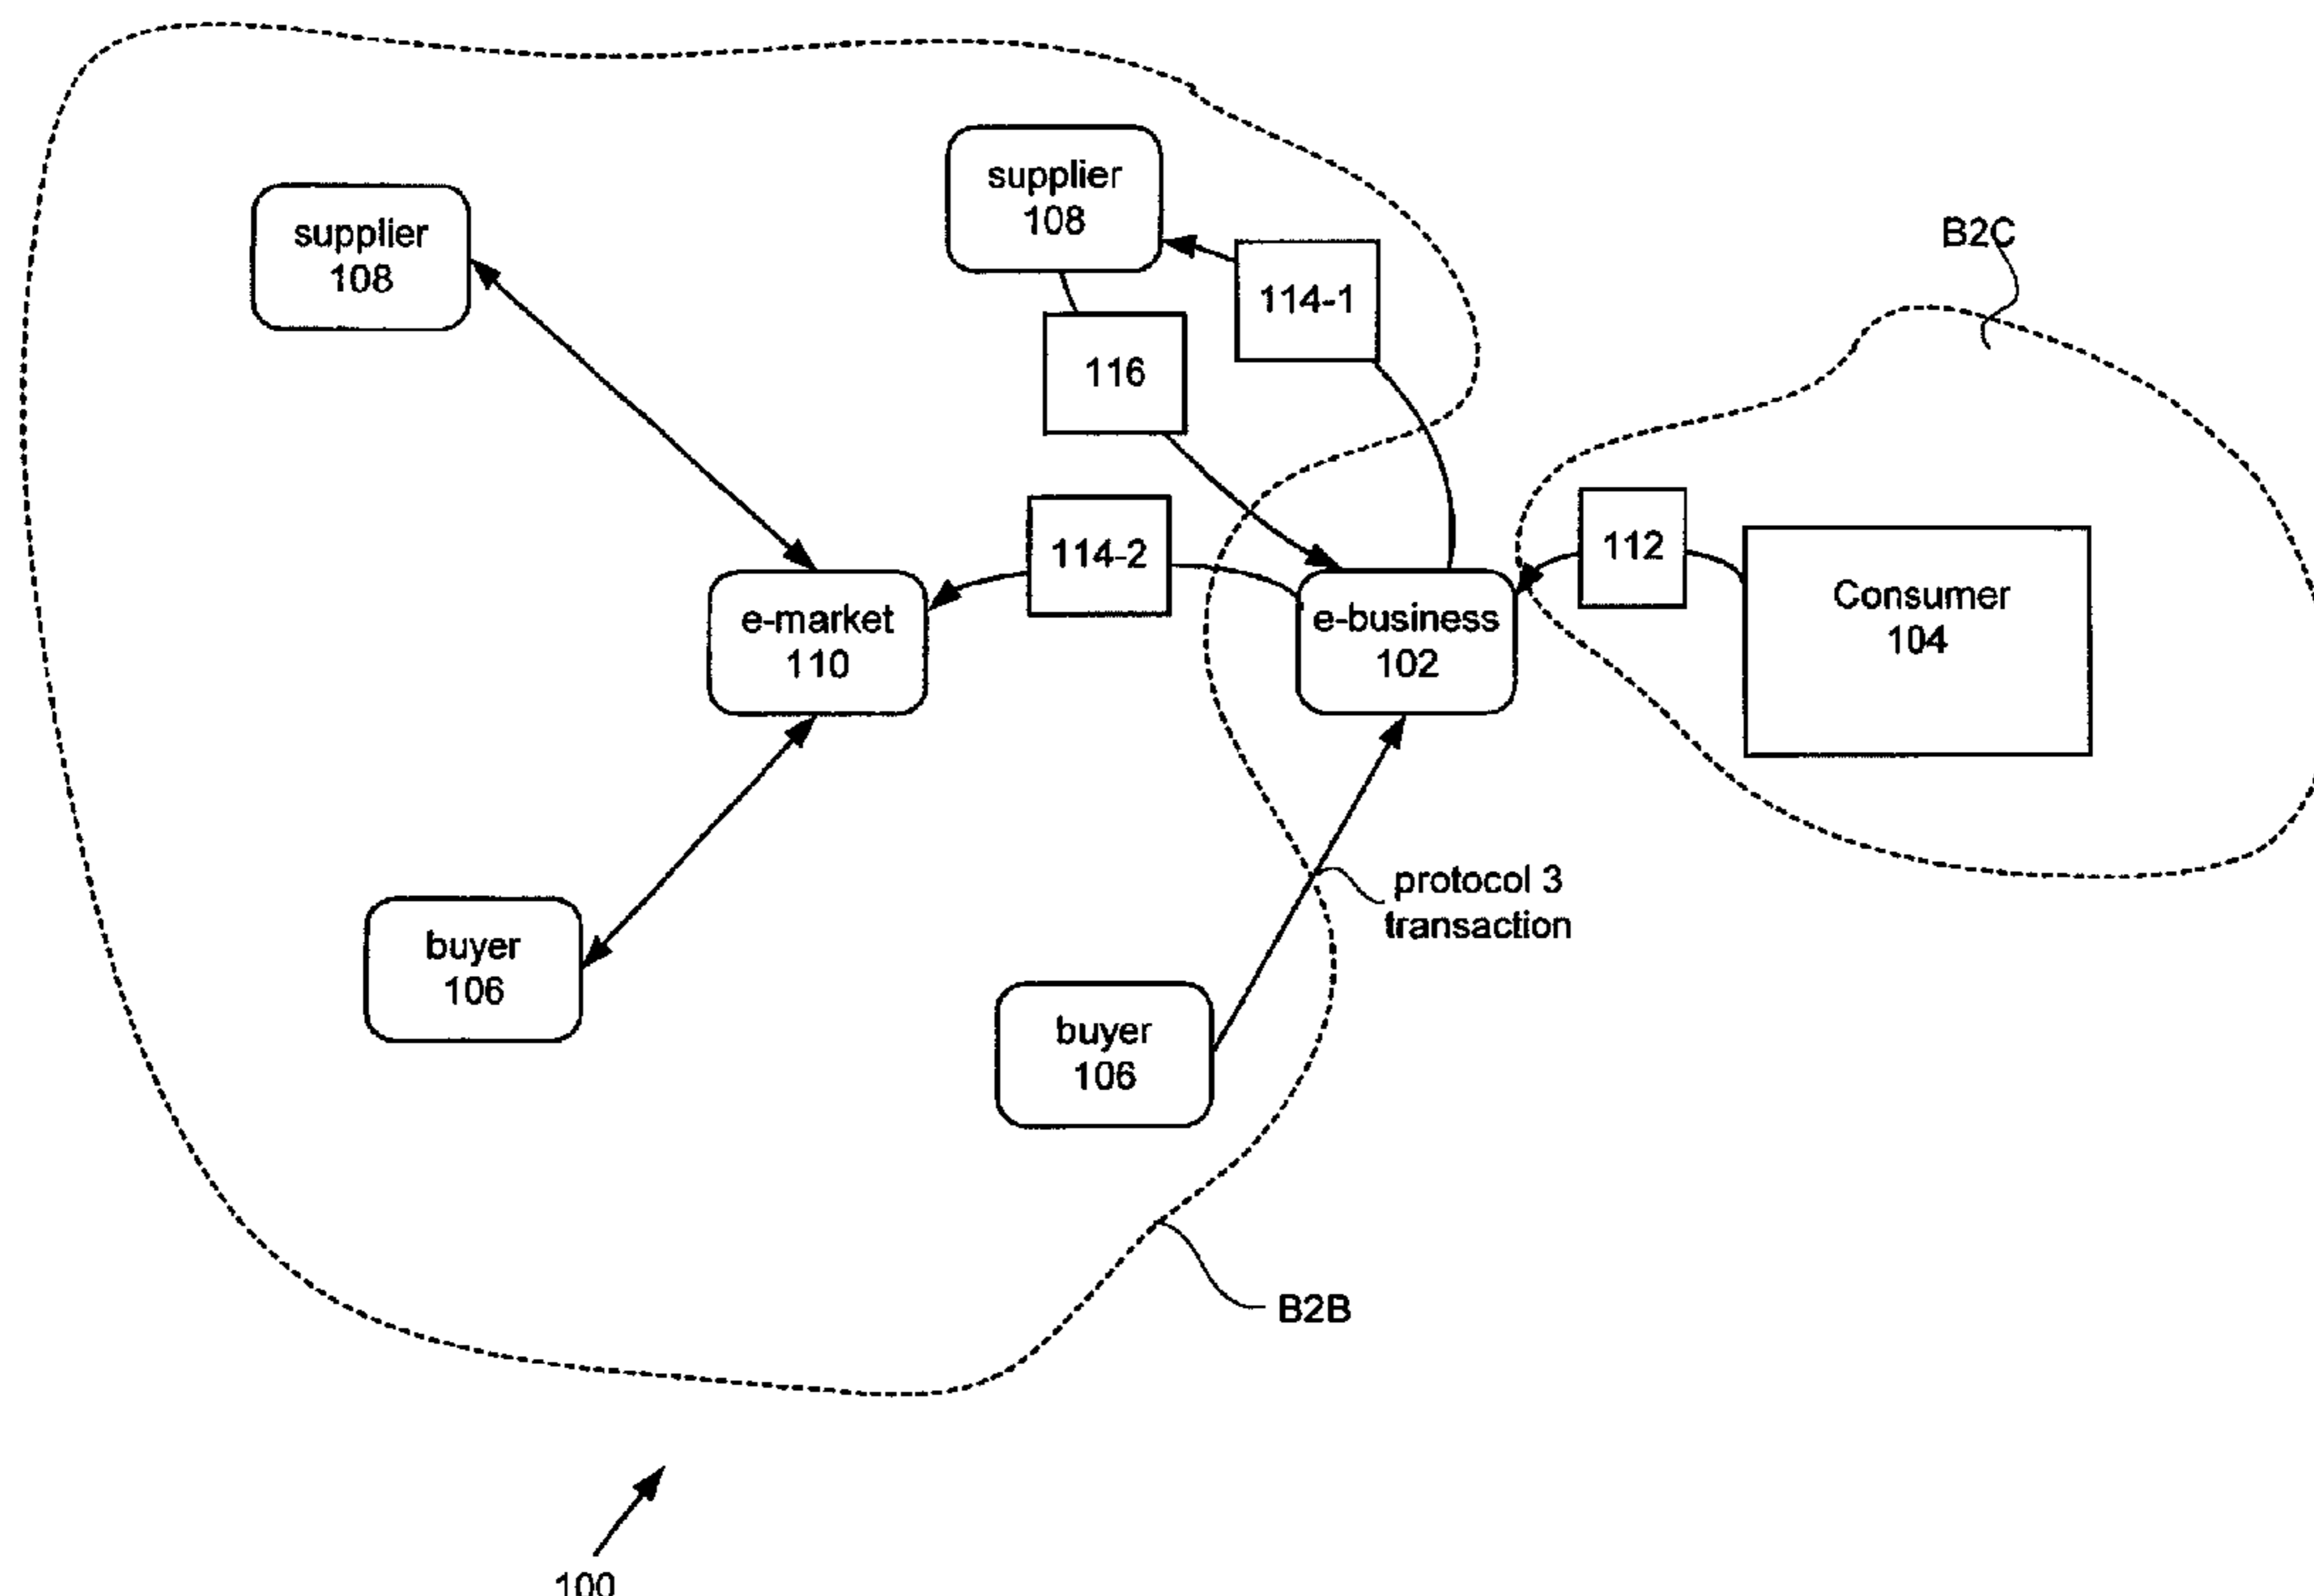 supplier
108
supplier
108
114-1
B2C
116
114-2
112
Consumer
104
e-market
110
e-business
102
protocol 3
transaction
buyer
106
buyer
106
B2B
100